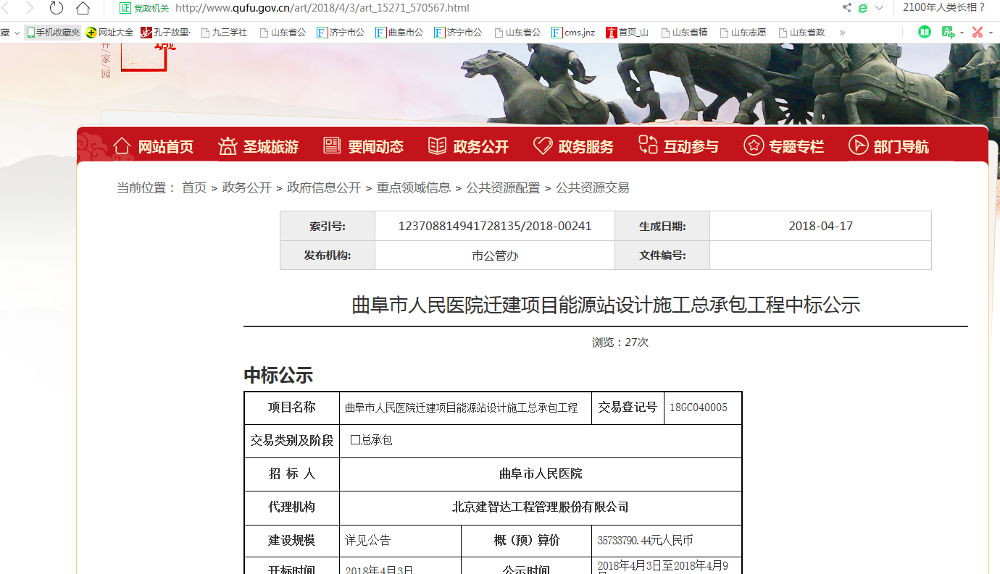 证 党政机关 http://www.qufu.gov.cn/art/2018/4/3/art_15271_570567.html 2100年人类长相？
藏 手机收藏夹 网址大全 孔子故里· 九三学社 山东省公 济宁市公 曲阜市公 济宁市公 山东省公 cms.jnz 首页_山 山东省精 山东志愿 山东省政 »
神/家/园
网站首页 圣城旅游 要闻动态 政务公开 政务服务 互动参与 专题专栏 部门导航
当前位置： 首页 > 政务公开 > 政府信息公开 > 重点领域信息 > 公共资源配置 > 公共资源交易
索引号: 123708814941728135/2018-00241 生成日期: 2018-04-17
发布机构: 市公管办 文件编号:
曲阜市人民医院迁建项目能源站设计施工总承包工程中标公示
浏览：27次
中标公示
项目名称 曲阜市人民医院迁建项目能源站设计施工总承包工程 交易登记号 18GC040005
交易类别及阶段 □总承包
招 标 人 曲阜市人民医院
代理机构 北京建智达工程管理股份有限公司
建设规模 详见公告 概（预）算价 35733790.44元人民币
开标时间 2018年4月3日 公示时间 2018年4月3日至2018年4月9